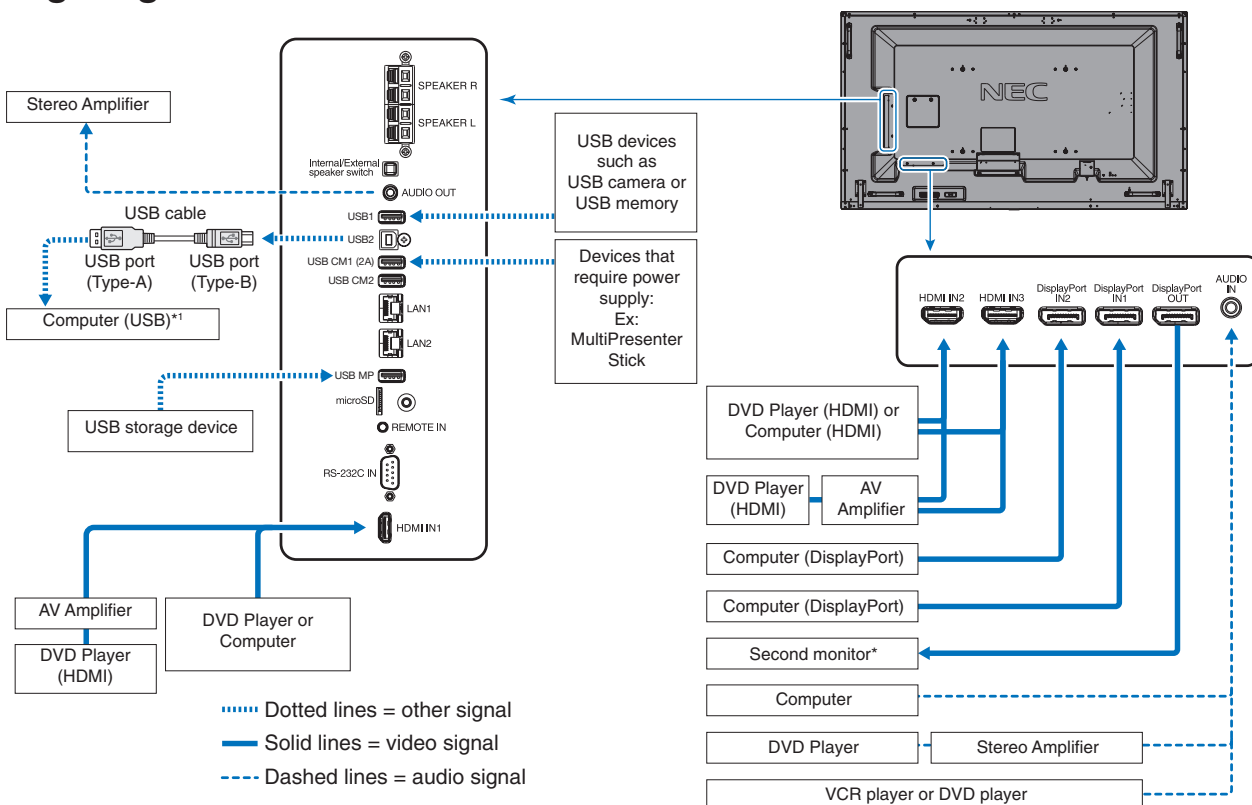 SPEAKER R
SPEAKER L
Internal/External
speaker switch
AUDIO OUT
USB1
USB2
USB CM1 (2A)
USB CM2
LAN1
LAN2
USB MP
microSD
REMOTE IN
RS-232C IN
HDMI IN1
Stereo Amplifier
USB cable
USB port
(Type-A)
USB port
(Type-B)
Computer (USB)*1
USB storage device
AV Amplifier
DVD Player
(HDMI)
DVD Player or
Computer
USB devices
such as
USB camera or
USB memory
Devices that
require power
supply:
Ex:
MultiPresenter
Stick
NEC
HDMI IN2
HDMI IN3
DisplayPort
IN2
DisplayPort
IN1
DisplayPort
OUT
AUDIO
IN
DVD Player (HDMI) or
Computer (HDMI)
DVD Player
(HDMI)
AV
Amplifier
Computer (DisplayPort)
Computer (DisplayPort)
Second monitor*
Computer
DVD Player
Stereo Amplifier
VCR player or DVD player
Dotted lines = other signal
Solid lines = video signal
Dashed lines = audio signal